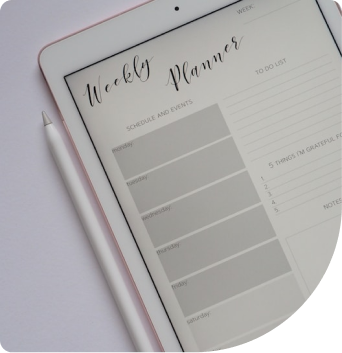 WEEK:
Weekly Planner
SCHEDULE AND EVENTS
monday
tuesday
wednesday
thursday
friday
saturday
TO DO LIST
5 THINGS I'M GRATEFUL
1.
2.
3.
4.
5.
NOTES